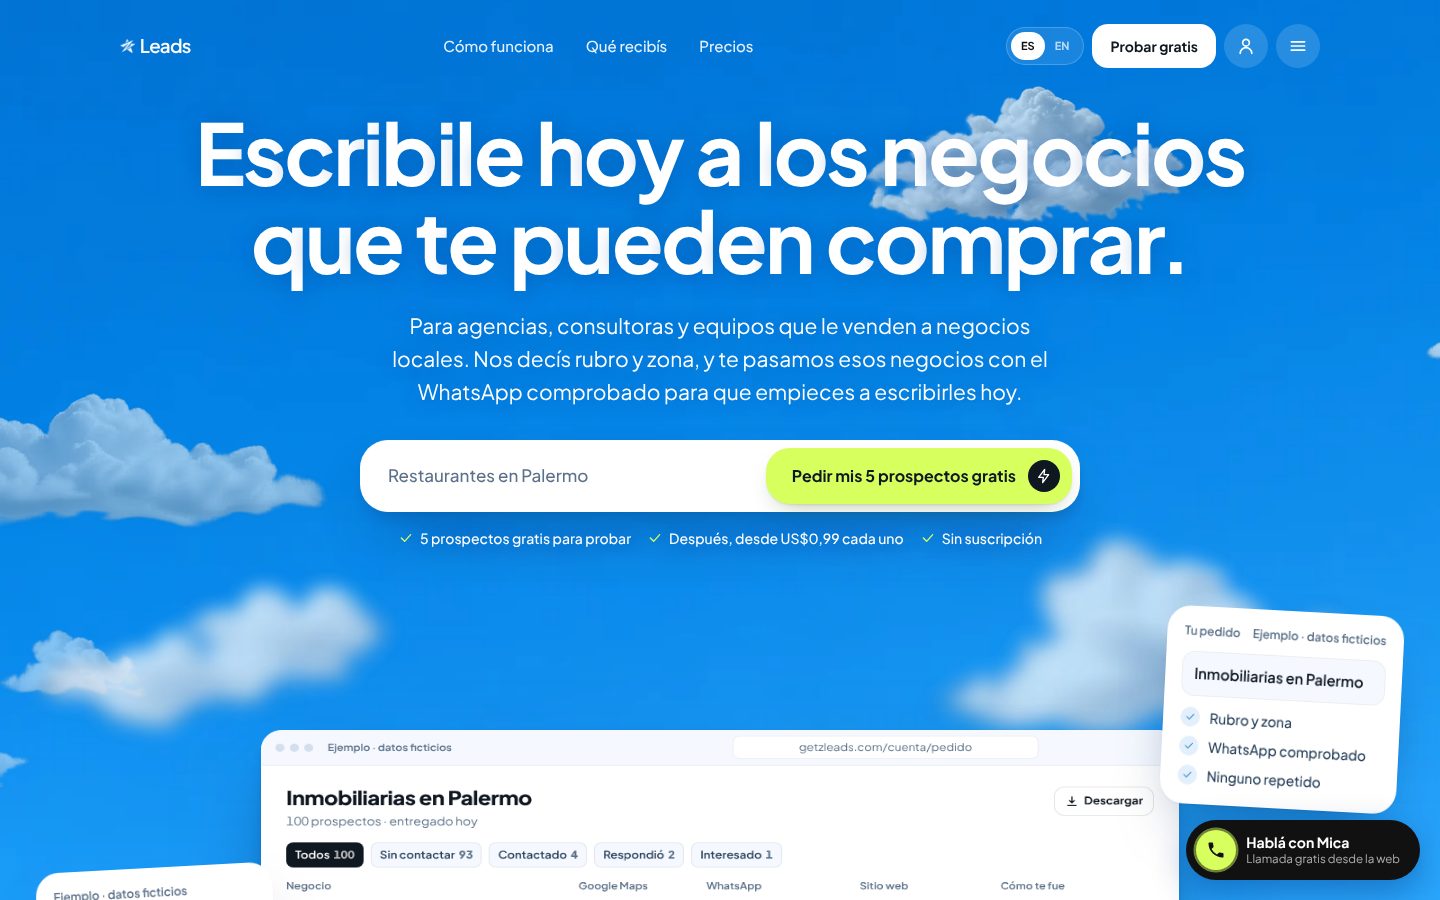 Leads
Cómo funciona
Qué recibís
Precios
ES
EN
Probar gratis
Escribile hoy a los negocios
que te pueden comprar.
Para agencias, consultoras y equipos que le venden a negocios
locales. Nos decís rubro y zona, y te pasamos esos negocios con el
WhatsApp comprobado para que empieces a escribirles hoy.
Restaurantes en Palermo
Pedir mis 5 prospectos gratis
5 prospectos gratis para probar
Después, desde US$0,99 cada uno
Sin suscripción
Tu pedido
Ejemplo · datos ficticios
Inmobiliarias en Palermo
Rubro y zona
WhatsApp comprobado
Ninguno repetido
Ejemplo · datos ficticios
getzleads.com/cuenta/pedido
Inmobiliarias en Palermo
100 prospectos · entregado hoy
Descargar
Todos 100
Sin contactar 93
Contactado 4
Respondió 2
Interesado 1
Negocio
Google Maps
WhatsApp
Sitio web
Cómo te fue
Hablá con Mica
Llamada gratis desde la web
Ejemplo · datos ficticios